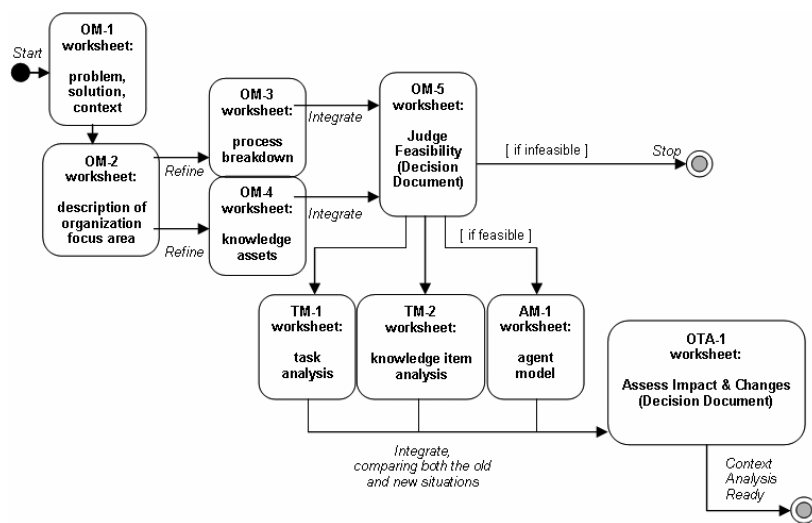 Start
OM-1
worksheet:
problem,
solution,
context
OM-2
worksheet:
description of
organization
focus area
Refine
Refine
OM-3
worksheet:
process
breakdown
OM-4
worksheet:
knowledge
assets
Integrate
Integrate
OM-5
worksheet:
Judge
Feasibility
(Decision
Document)
[ if infeasible ]
Stop
[ if feasible ]
TM-1
worksheet:
task
analysis
TM-2
worksheet:
knowledge item
analysis
AM-1
worksheet:
agent
model
OTA-1
worksheet:
Assess Impact & Changes
(Decision Document)
Integrate,
comparing both the old
and new situations
Context
Analysis
Ready